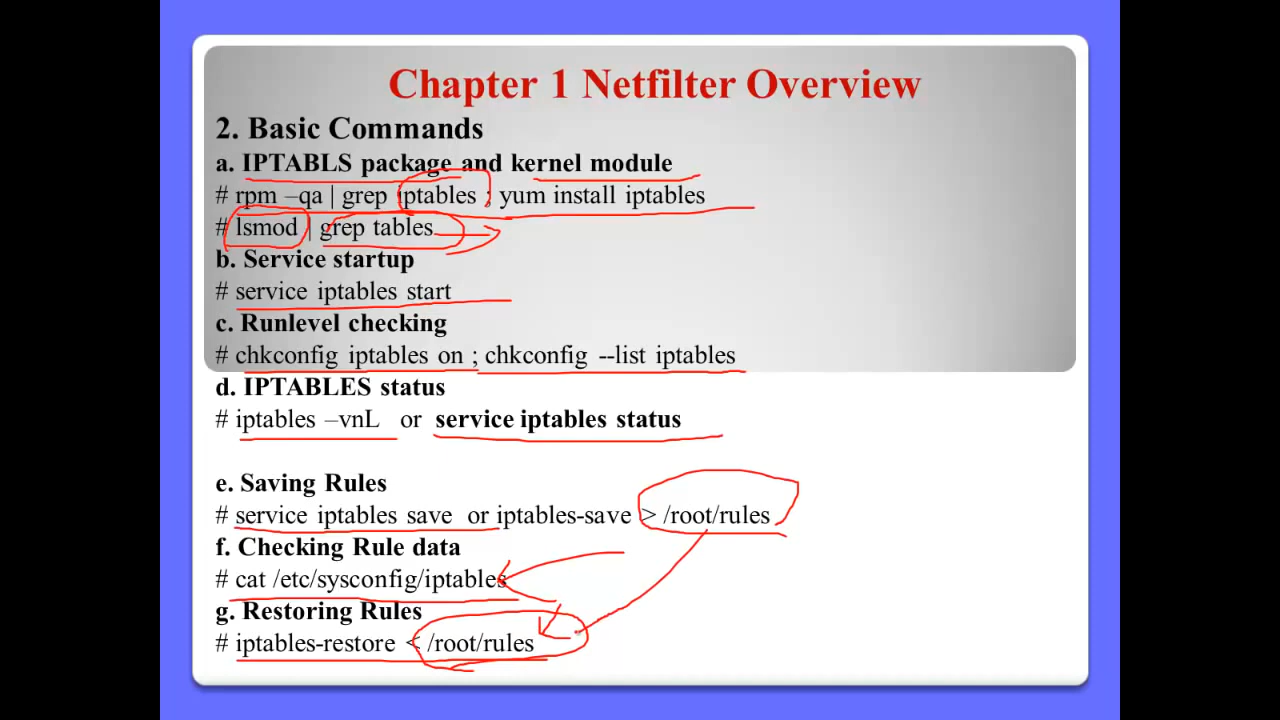 Chapter 1 Netfilter Overview
2. Basic Commands
a. IPTABLS package and kernel module
# rpm –qa | grep iptables ; yum install iptables
# lsmod | grep tables
b. Service startup
# service iptables start
c. Runlevel checking
# chkconfig iptables on ; chkconfig --list iptables
d. IPTABLES status
# iptables –vnL or service iptables status
e. Saving Rules
# service iptables save or iptables-save > /root/rules
f. Checking Rule data
# cat /etc/sysconfig/iptables
g. Restoring Rules
# iptables-restore < /root/rules